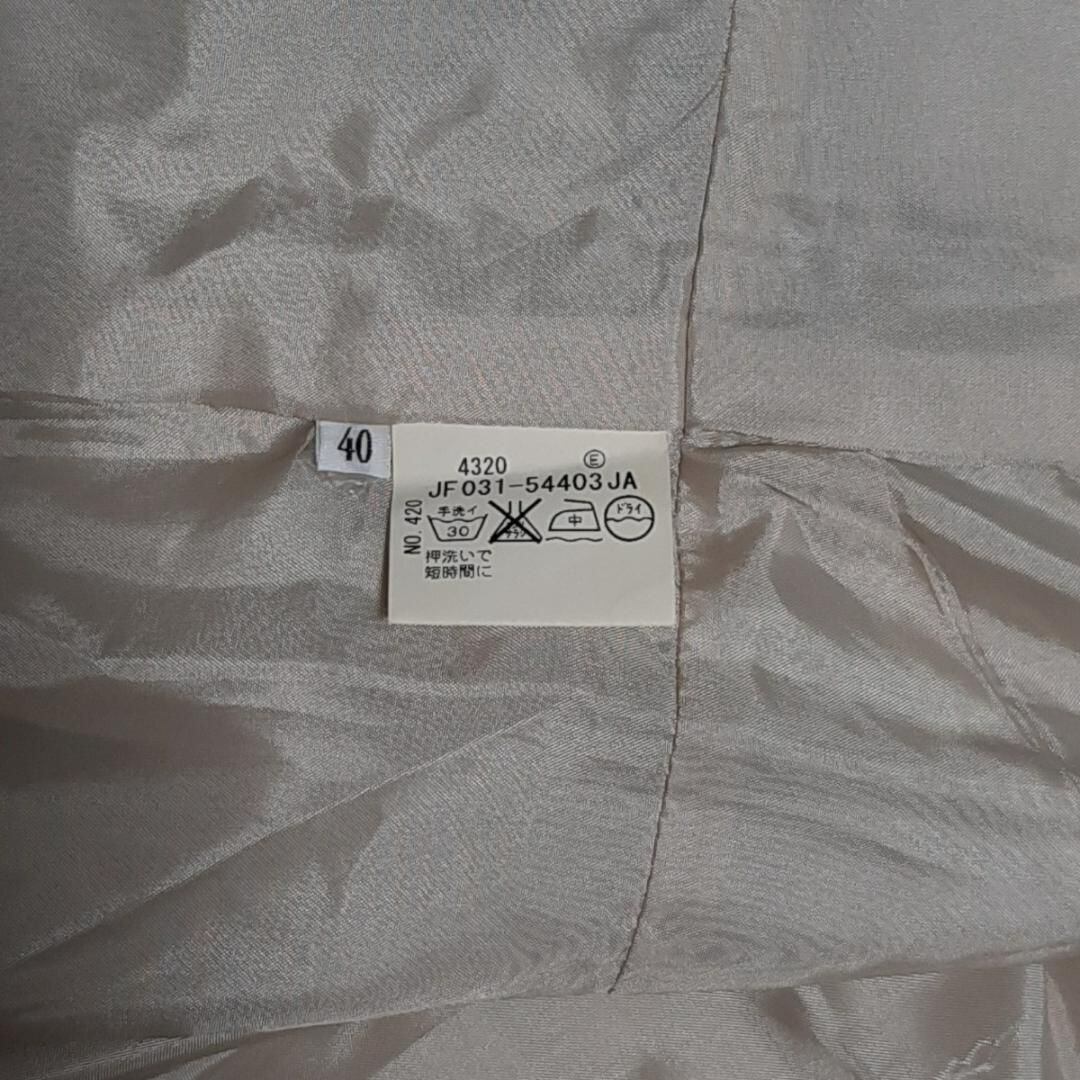 40
4320 Ⓔ
JF031-54403JA
NO.420
手洗イ
30
中
ドライ
押洗いで
短時間に